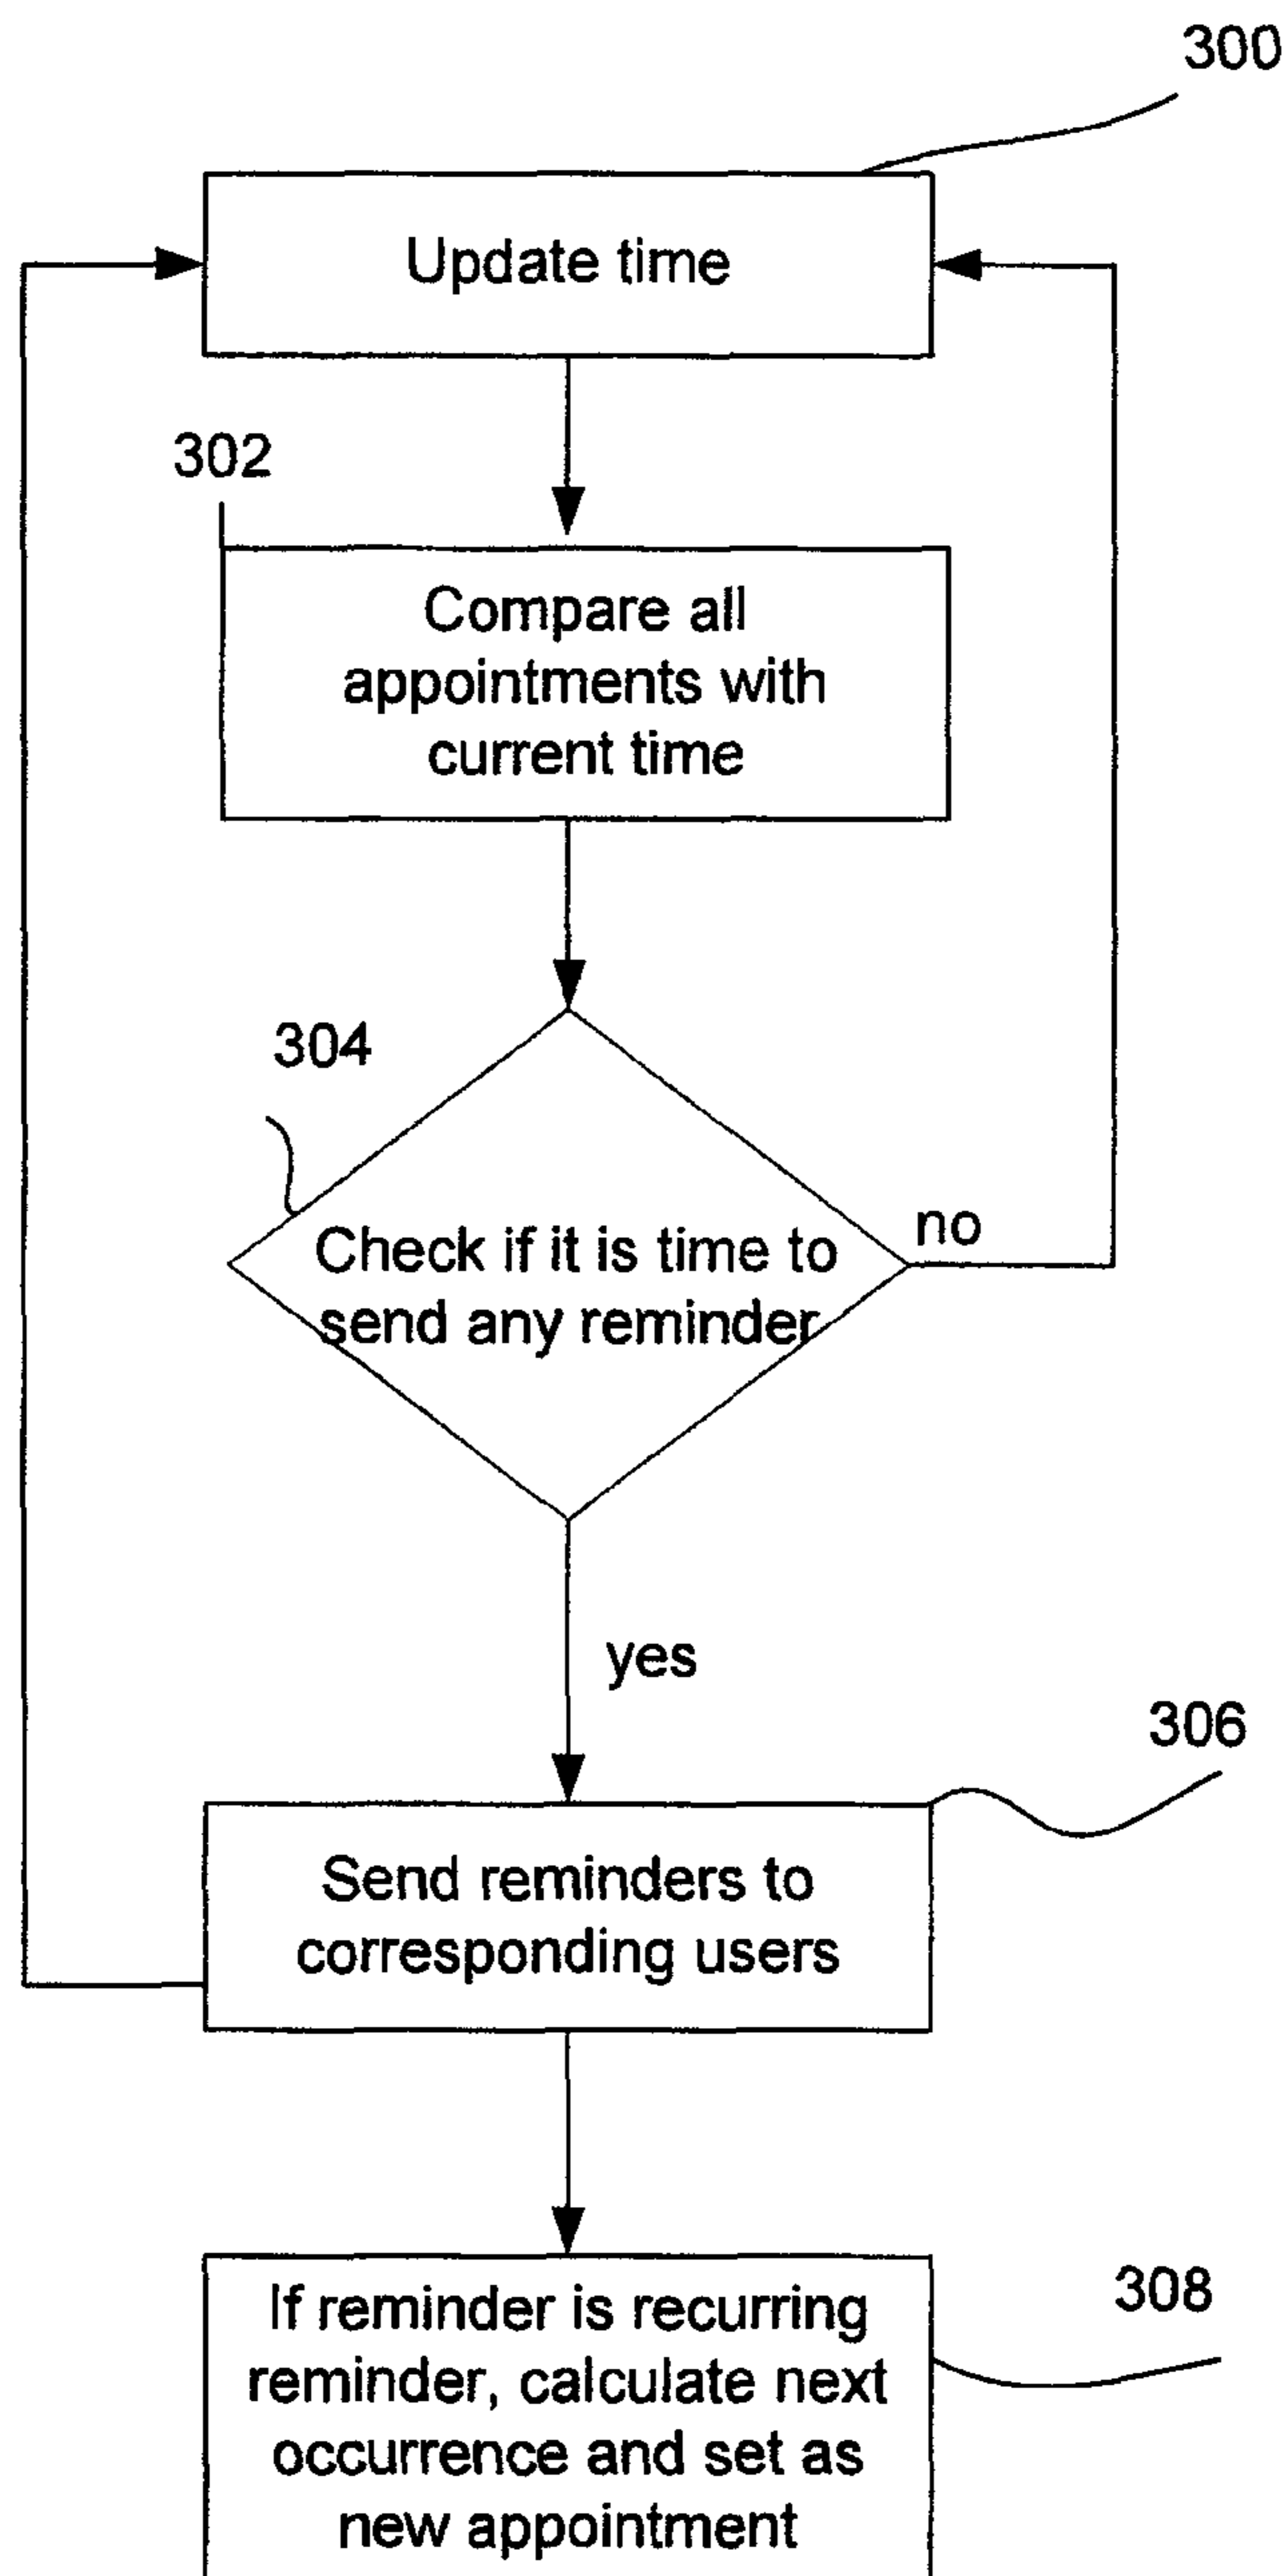 300
Update time
302
Compare all
appointments with
current time
304
Check if it is time to
send any reminder
no
yes
306
Send reminders to
corresponding users
308
If reminder is recurring
reminder, calculate next
occurrence and set as
new appointment